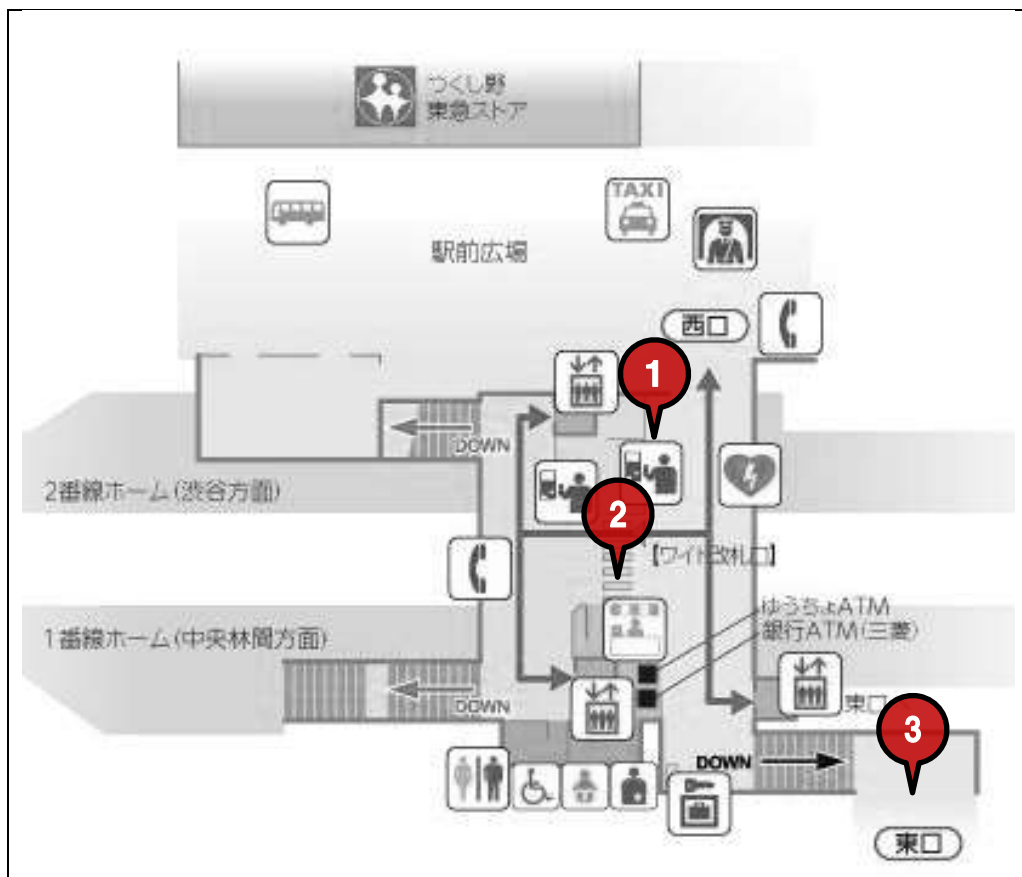 つくし野
東急ストア
TAXI
駅前広場
西口
1
DOWN
2番線ホーム(渋谷方面)
2
【ワイド改札口】
ゆうちょATM
銀行ATM(三菱)
1番線ホーム(中央林間方面)
DOWN
東口
3
DOWN
東口